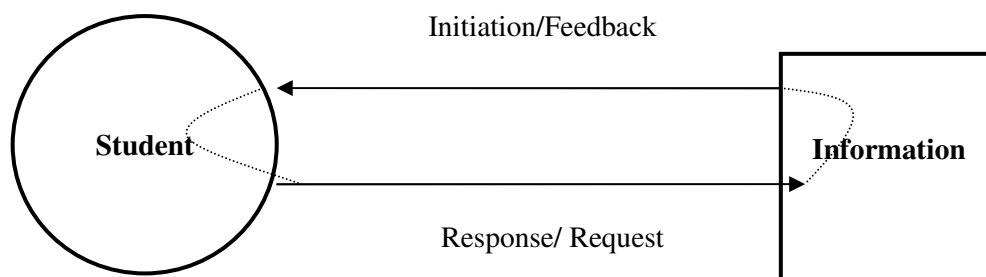 Initiation/Feedback
Student
Information
Response/ Request